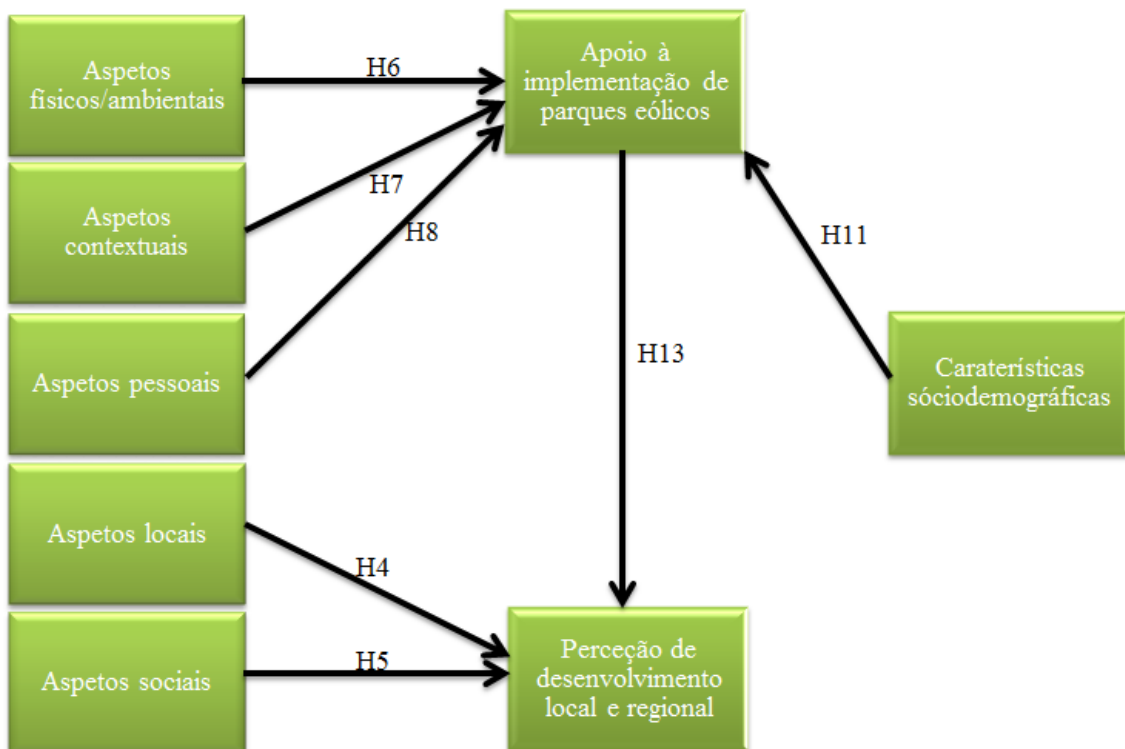 Aspetos
físicos/ambientais
H6
Apoio à
implementação de
parques eólicos
Aspetos
contextuais
H7
H8
H11
Aspetos pessoais
H13
Caraterísticas
sóciodemográficas
Aspetos locais
H4
Aspetos sociais
H5
Perceção de
desenvolvimento
local e regional